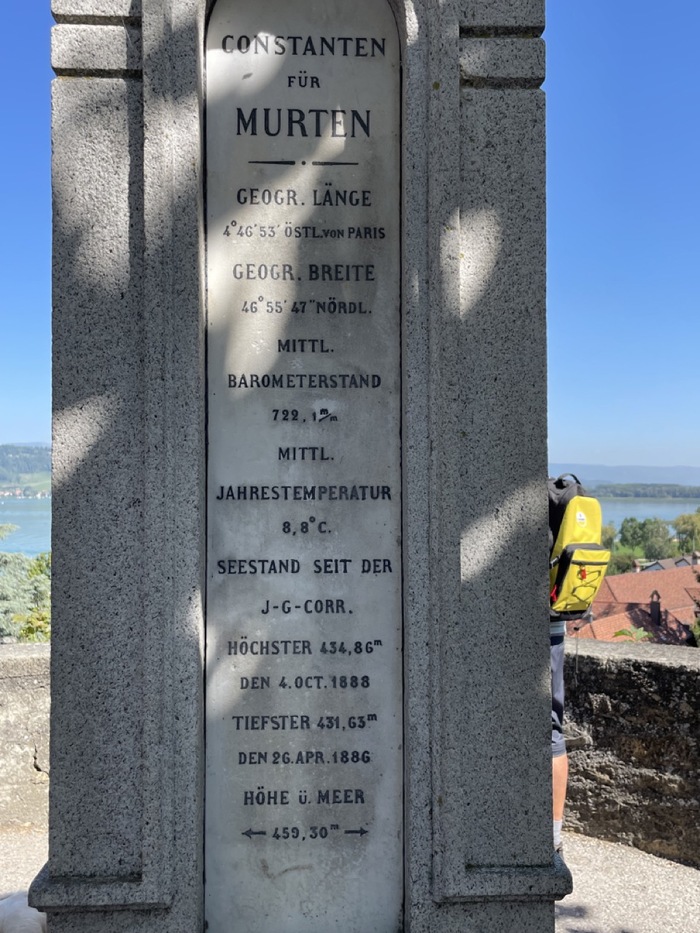 CONSTANTEN
FÜR
MURTEN
GEOGR. LÄNGE
4°46'53' ÖSTL. VON PARIS
GEOGR. BREITE
46°55'47" NÖRDL.
MITTL.
BAROMETERSTAND
722,1 m/m
MITTL.
JAHRESTEMPERATUR
8,8°C.
SEESTAND SEIT DER
J-G-CORR.
HÖCHSTER 434,86ᵐ
DEN 4.OCT.1888
TIEFSTER 431,63ᵐ
DEN 26.APR.1886
HÖHE Ü. MEER
← 459,30ᵐ →